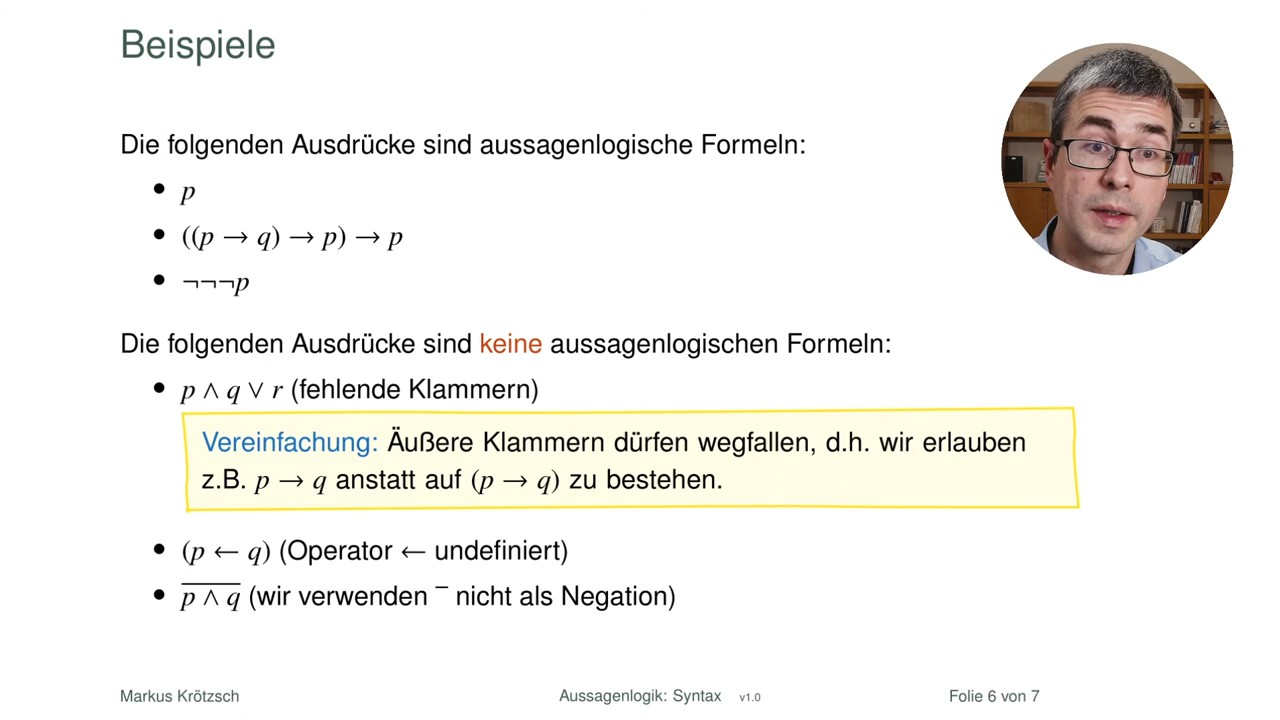 Beispiele
Die folgenden Ausdrücke sind aussagenlogische Formeln:
• p
• ((p → q) → p) → p
• ¬¬¬p
Die folgenden Ausdrücke sind keine aussagenlogischen Formeln:
• p ∧ q ∨ r (fehlende Klammern)
Vereinfachung: Äußere Klammern dürfen wegfallen, d.h. wir erlauben
z.B. p → q anstatt auf (p → q) zu bestehen.
• (p ← q) (Operator ← undefiniert)
• p̅ ̅∧̅ ̅q̅ (wir verwenden ‾ nicht als Negation)
Markus Krötzsch Aussagenlogik: Syntax v1.0 Folie 6 von 7